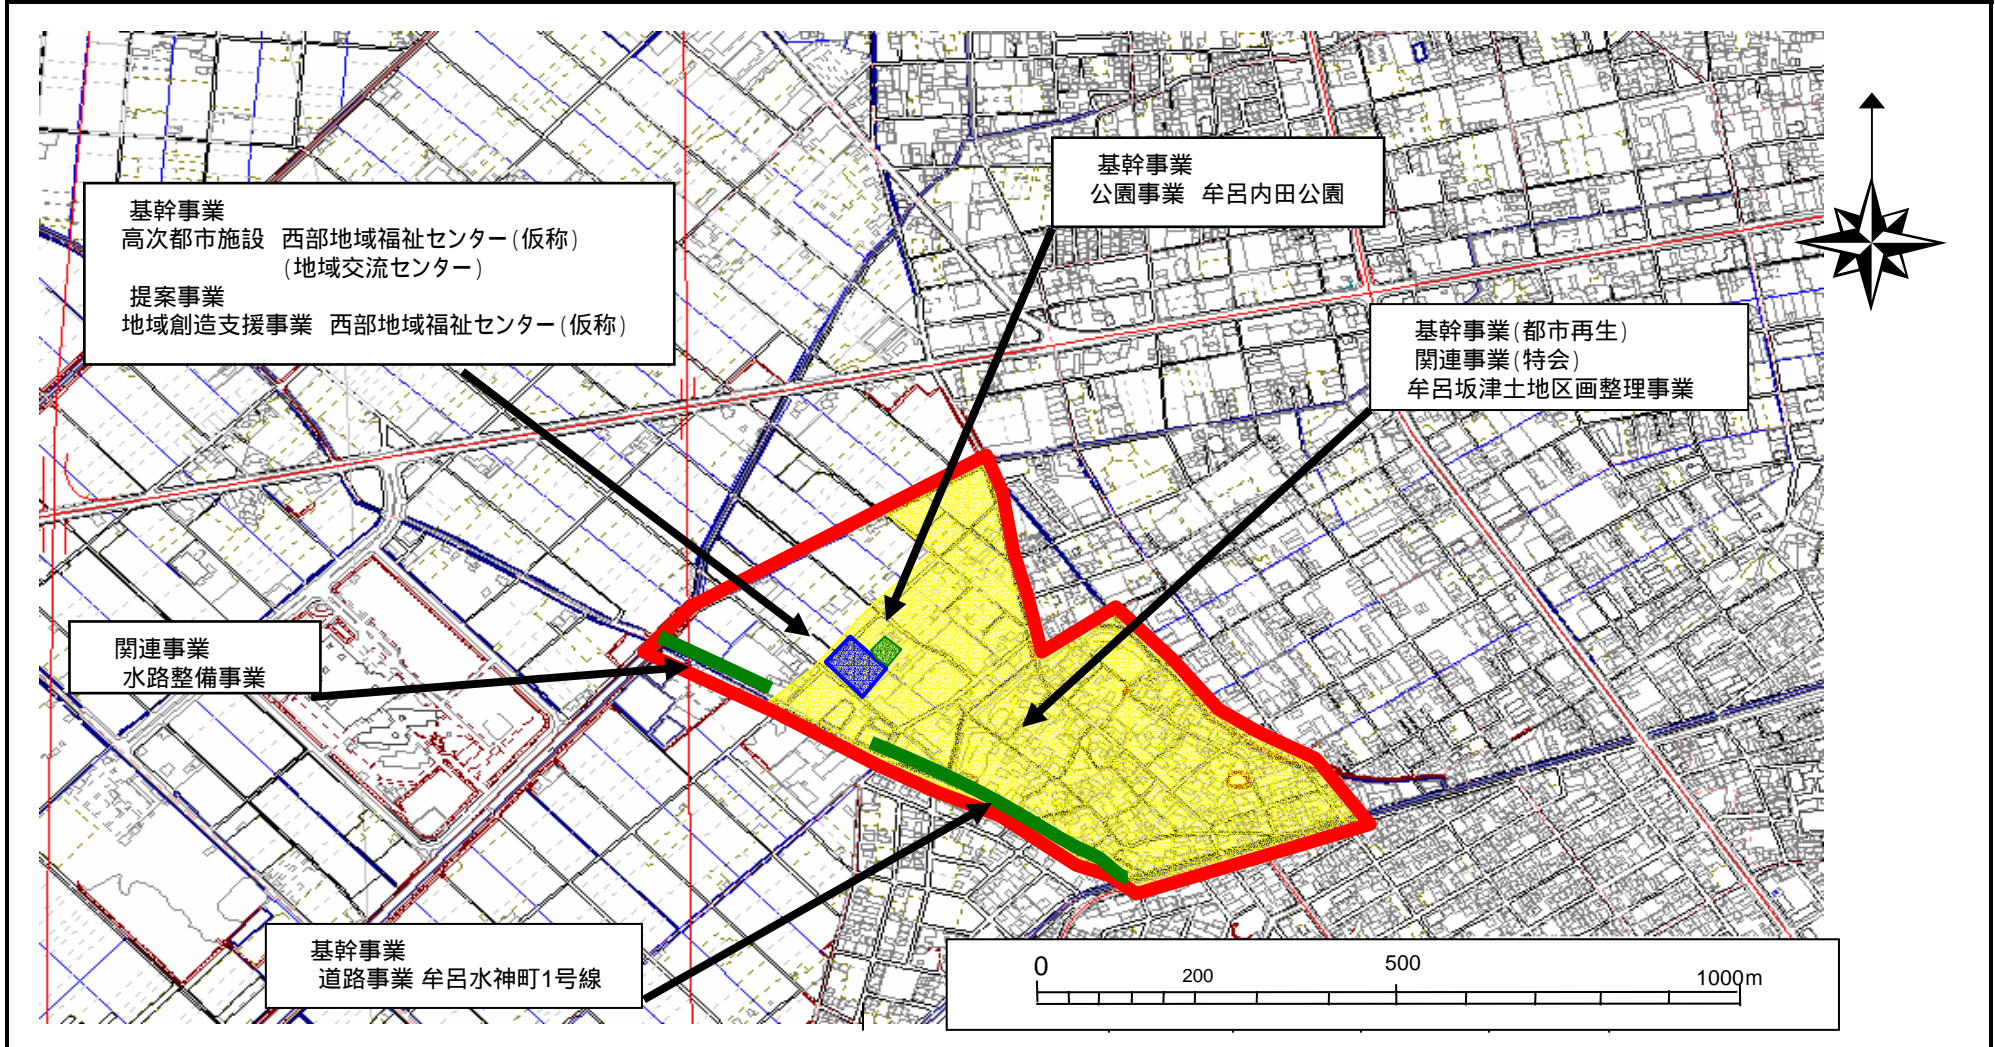 基幹事業
公園事業 牟呂内田公園
基幹事業
高次都市施設 西部地域福祉センター(仮称)
(地域交流センター)
提案事業
地域創造支援事業 西部地域福祉センター(仮称)
基幹事業(都市再生)
関連事業(特会)
牟呂坂津土地区画整理事業
関連事業
水路整備事業
基幹事業
道路事業 牟呂水神町1号線
0 200 500 1000m